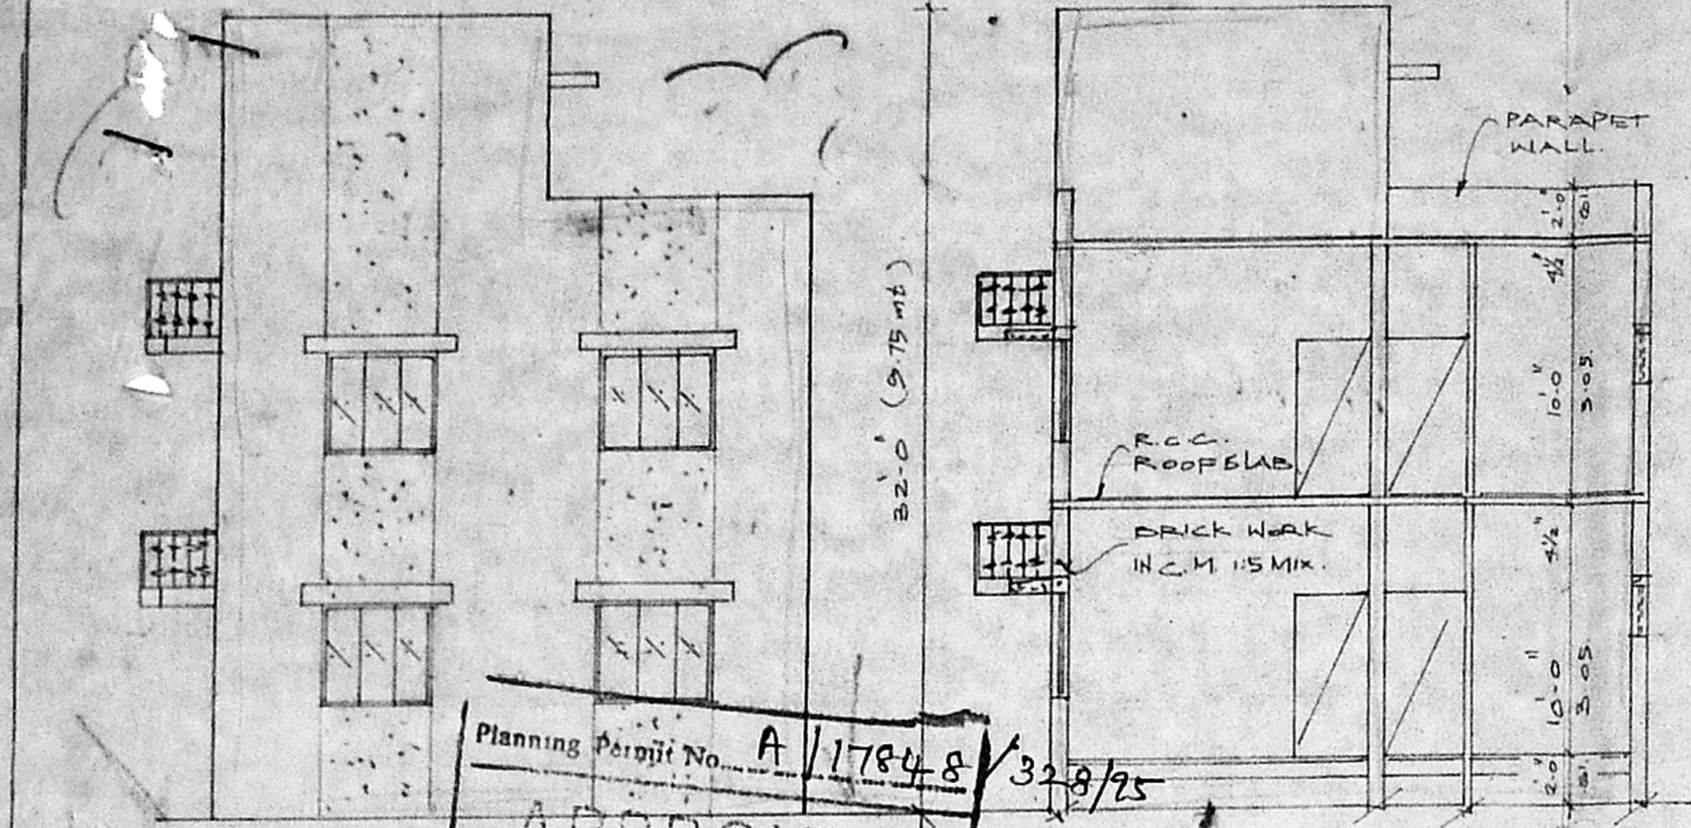 PARAPET
WALL.
2'-0"
.61
4½"
10'-0"
3.05
32'-0" (9.75 mt)
R.C.C.
ROOF SLAB
BRICK WORK
IN C.M. 1:5 MIX.
4½"
10'-0"
3.05
2'-0"
.61
Planning Permit No. A/17848/328/95